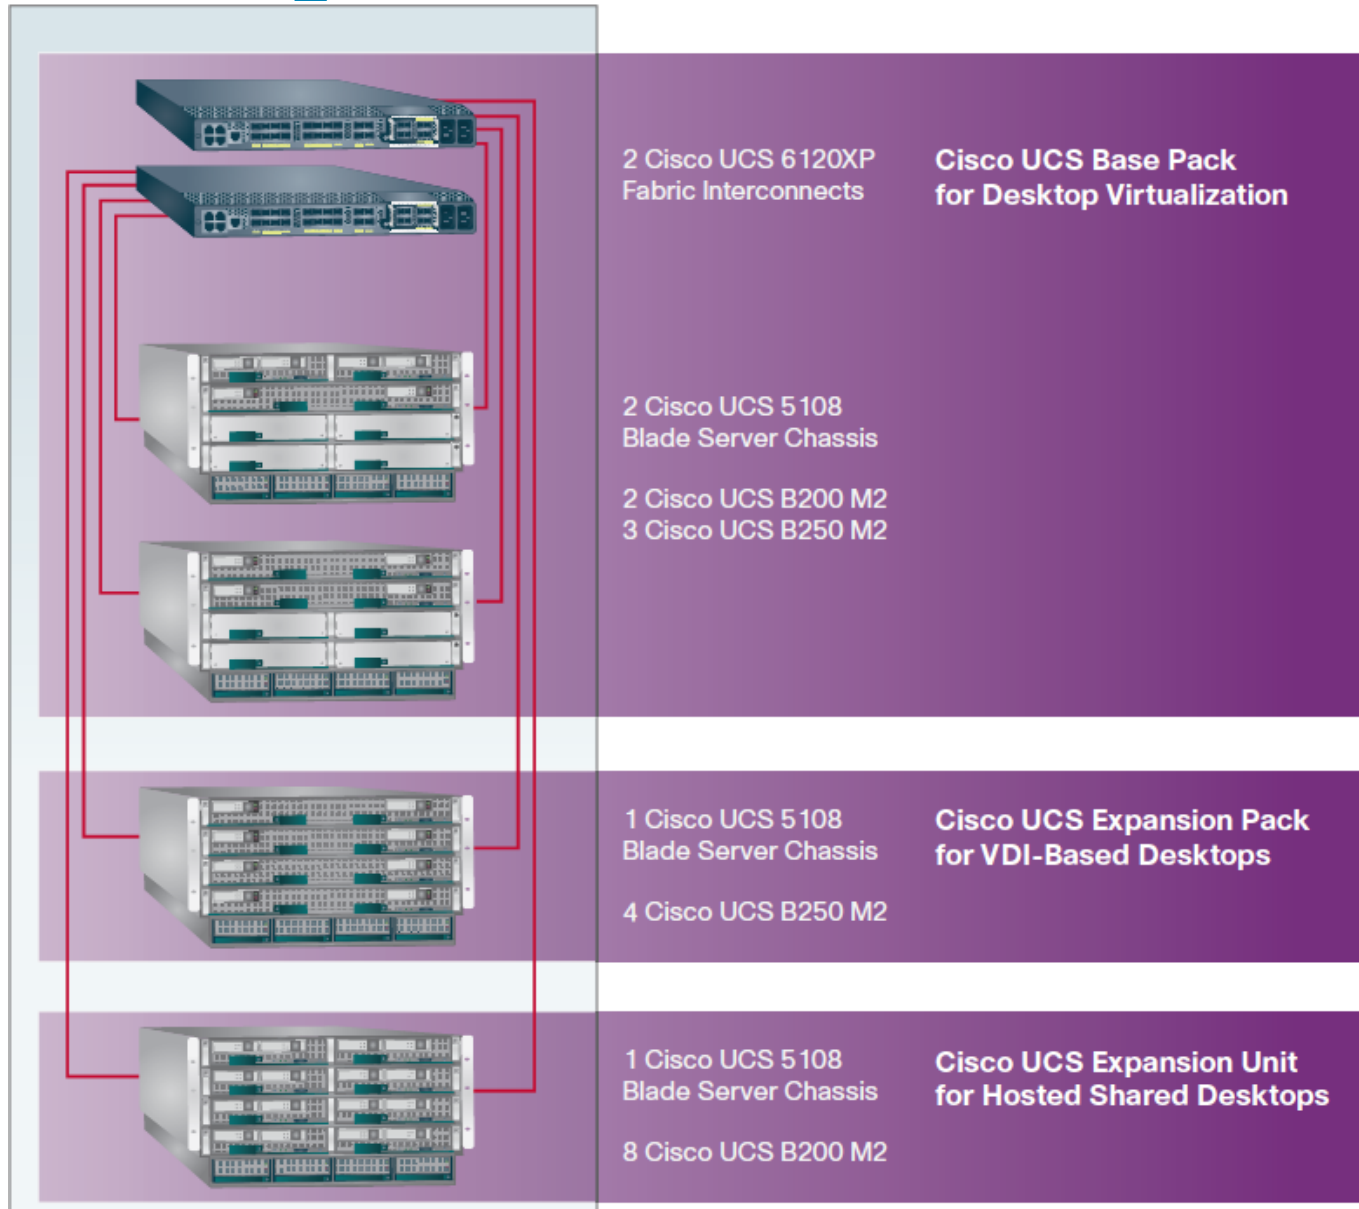 2 Cisco UCS 6120XP
Fabric Interconnects
Cisco UCS Base Pack
for Desktop Virtualization
2 Cisco UCS 5108
Blade Server Chassis
2 Cisco UCS B200 M2
3 Cisco UCS B250 M2
1 Cisco UCS 5108
Blade Server Chassis
4 Cisco UCS B250 M2
Cisco UCS Expansion Pack
for VDI-Based Desktops
1 Cisco UCS 5108
Blade Server Chassis
8 Cisco UCS B200 M2
Cisco UCS Expansion Unit
for Hosted Shared Desktops